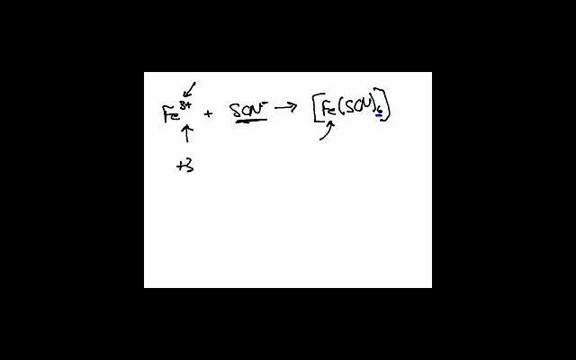 Fe³⁺ + SCN⁻ → [Fe(SCN)₆]
+3